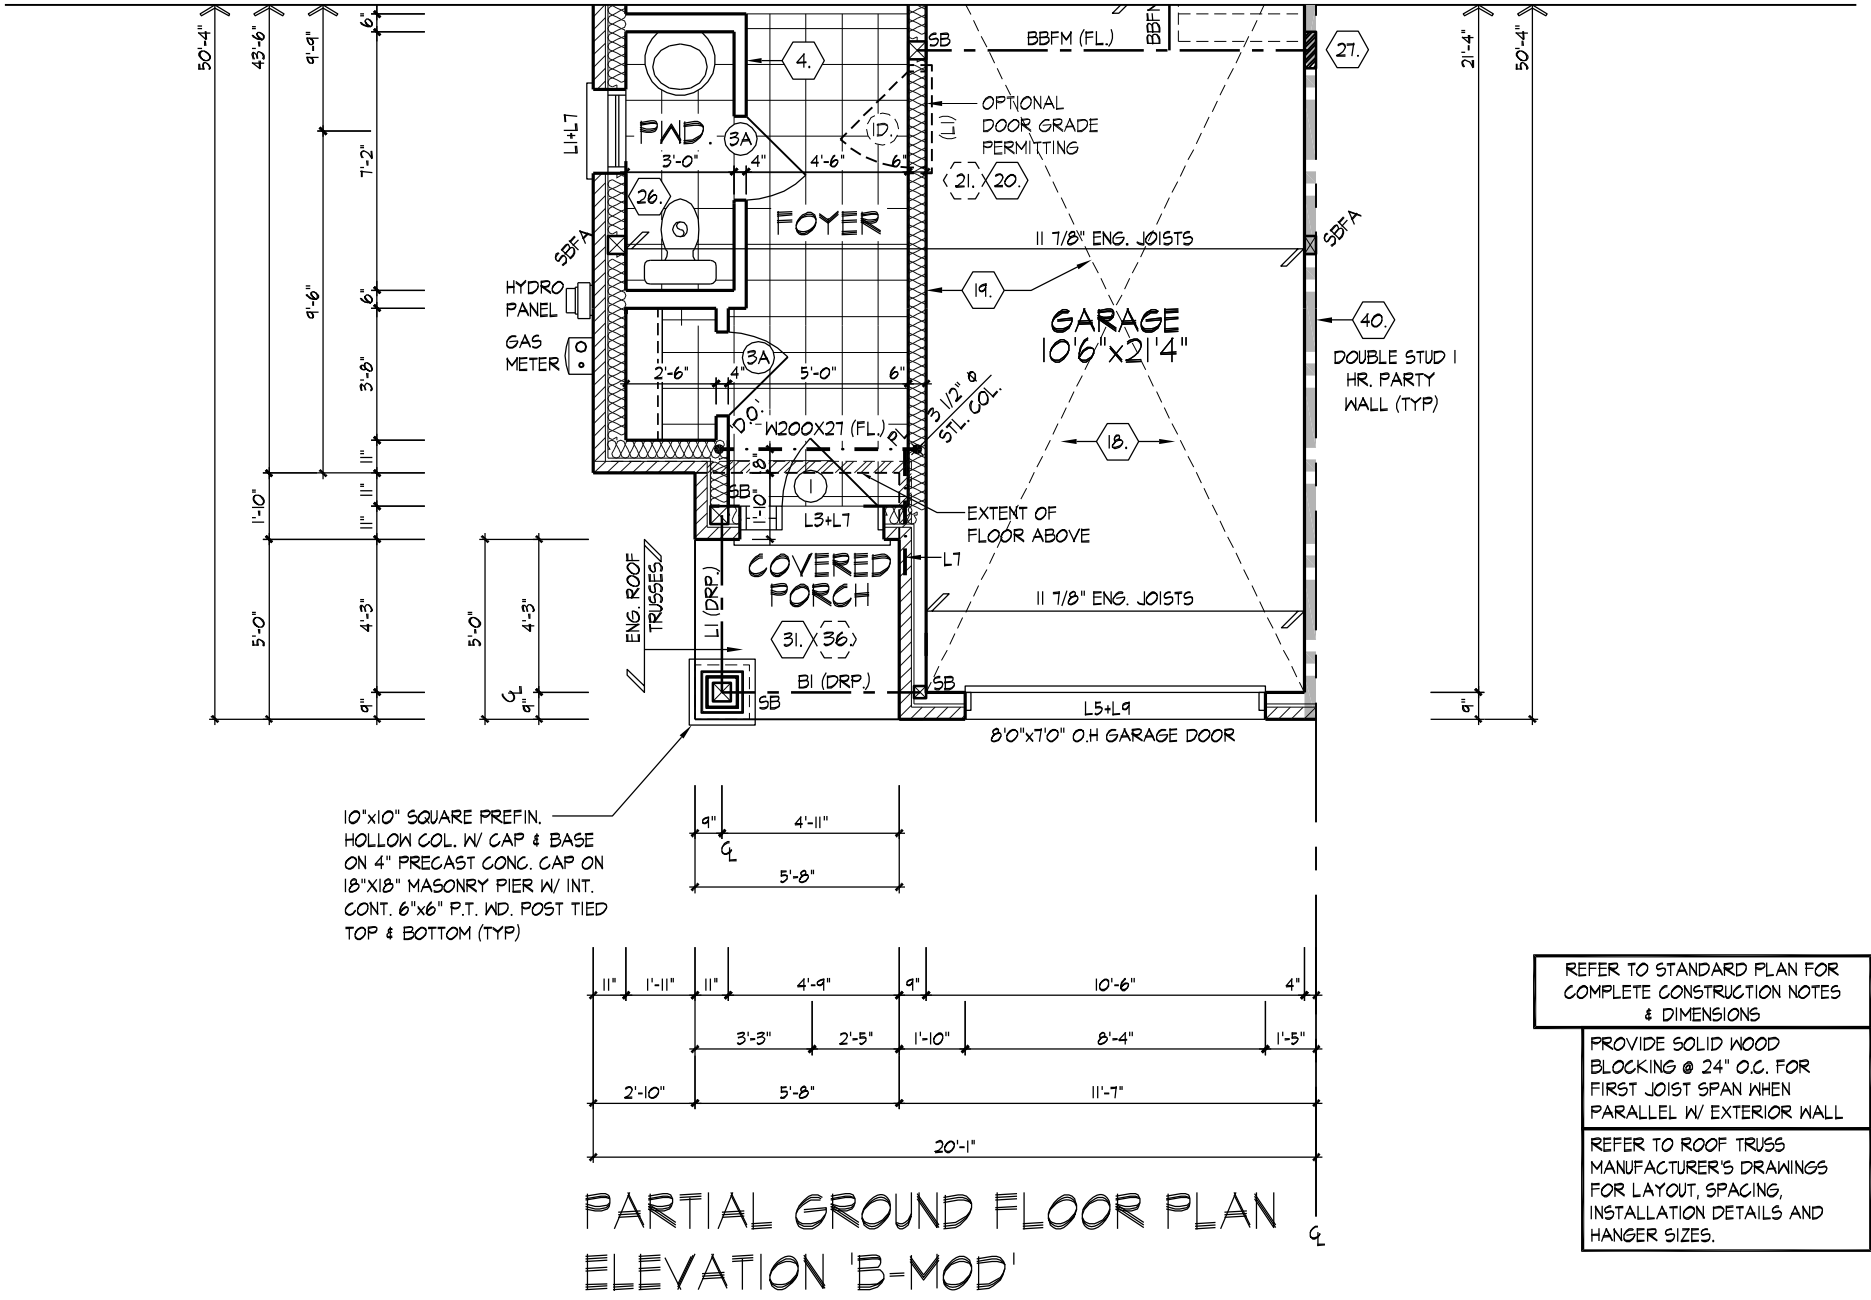 50'-4"
43'-6"
9'-9"
6"
SB
BBFM (FL.)
BBFM
27.
21'-4"
50'-4"
4.
OPTIONAL
DOOR GRADE
PERMITTING
L1+L7
PWD.
3A
1D.
(L1)
7'-2"
3'-0"
4"
4'-6"
6"
21.
20.
26.
FOYER
SBFA
11 7/8" ENG. JOISTS
SBFA
HYDRO
PANEL
6"
9'-6"
19.
GARAGE
10'6"x21'4"
40.
GAS
METER
3A
DOUBLE STUD 1
HR. PARTY
WALL (TYP)
3'-8"
2'-6"
4"
5'-0"
6"
3 1/2" Ø
STL. COL.
D.O.'
W200X27 (FL.)
PL
18.
11"
8"
1'-10"
11"
SB
1
1'-10"
11"
L3+L7
EXTENT OF
FLOOR ABOVE
L7
COVERED
PORCH
ENG. ROOF
TRUSSES
L1 (DRP.)
11 7/8" ENG. JOISTS
5'-0"
4'-3"
5'-0"
4'-3"
31.
36.
B1 (DRP.)
SB
SB
9"
CL
9"
L5+L9
9"
8'0"x7'0" O.H GARAGE DOOR
10"x10" SQUARE PREFIN.
HOLLOW COL. W/ CAP & BASE
ON 4" PRECAST CONC. CAP ON
18"X18" MASONRY PIER W/ INT.
CONT. 6"x6" P.T. WD. POST TIED
TOP & BOTTOM (TYP)
9"
4'-11"
CL
5'-8"
11"
1'-11"
11"
4'-9"
9"
10'-6"
4"
3'-3"
2'-5"
1'-10"
8'-4"
1'-5"
2'-10"
5'-8"
11'-7"
20'-1"
CL
REFER TO STANDARD PLAN FOR
COMPLETE CONSTRUCTION NOTES
& DIMENSIONS
PROVIDE SOLID WOOD
BLOCKING @ 24" O.C. FOR
FIRST JOIST SPAN WHEN
PARALLEL W/ EXTERIOR WALL
REFER TO ROOF TRUSS
MANUFACTURER'S DRAWINGS
FOR LAYOUT, SPACING,
INSTALLATION DETAILS AND
HANGER SIZES.
PARTIAL GROUND FLOOR PLAN
ELEVATION 'B-MOD'